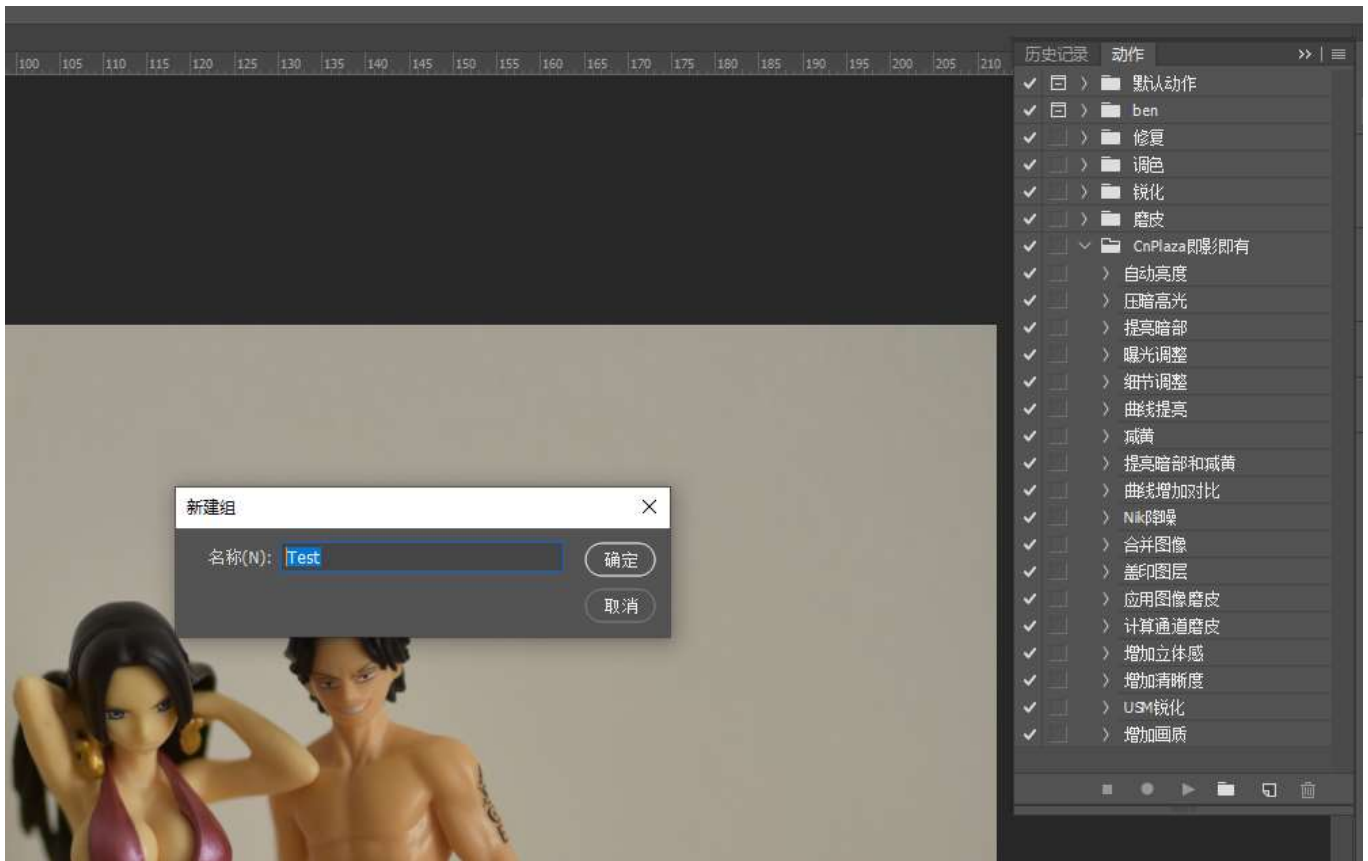 100 105 110 115 120 125 130 135 140 145 150 155 160 165 170 175 180 185 190 195 200 205 210
历史记录 动作
默认动作
ben
修复
调色
锐化
磨皮
CnPlaza即影即有
自动亮度
压暗高光
提亮暗部
曝光调整
细节调整
曲线提亮
减黄
提亮暗部和减黄
曲线增加对比
Nik降噪
合并图像
盖印图层
应用图像磨皮
计算通道磨皮
增加立体感
增加清晰度
USM锐化
增加画质
新建组
名称(N): Test
确定
取消